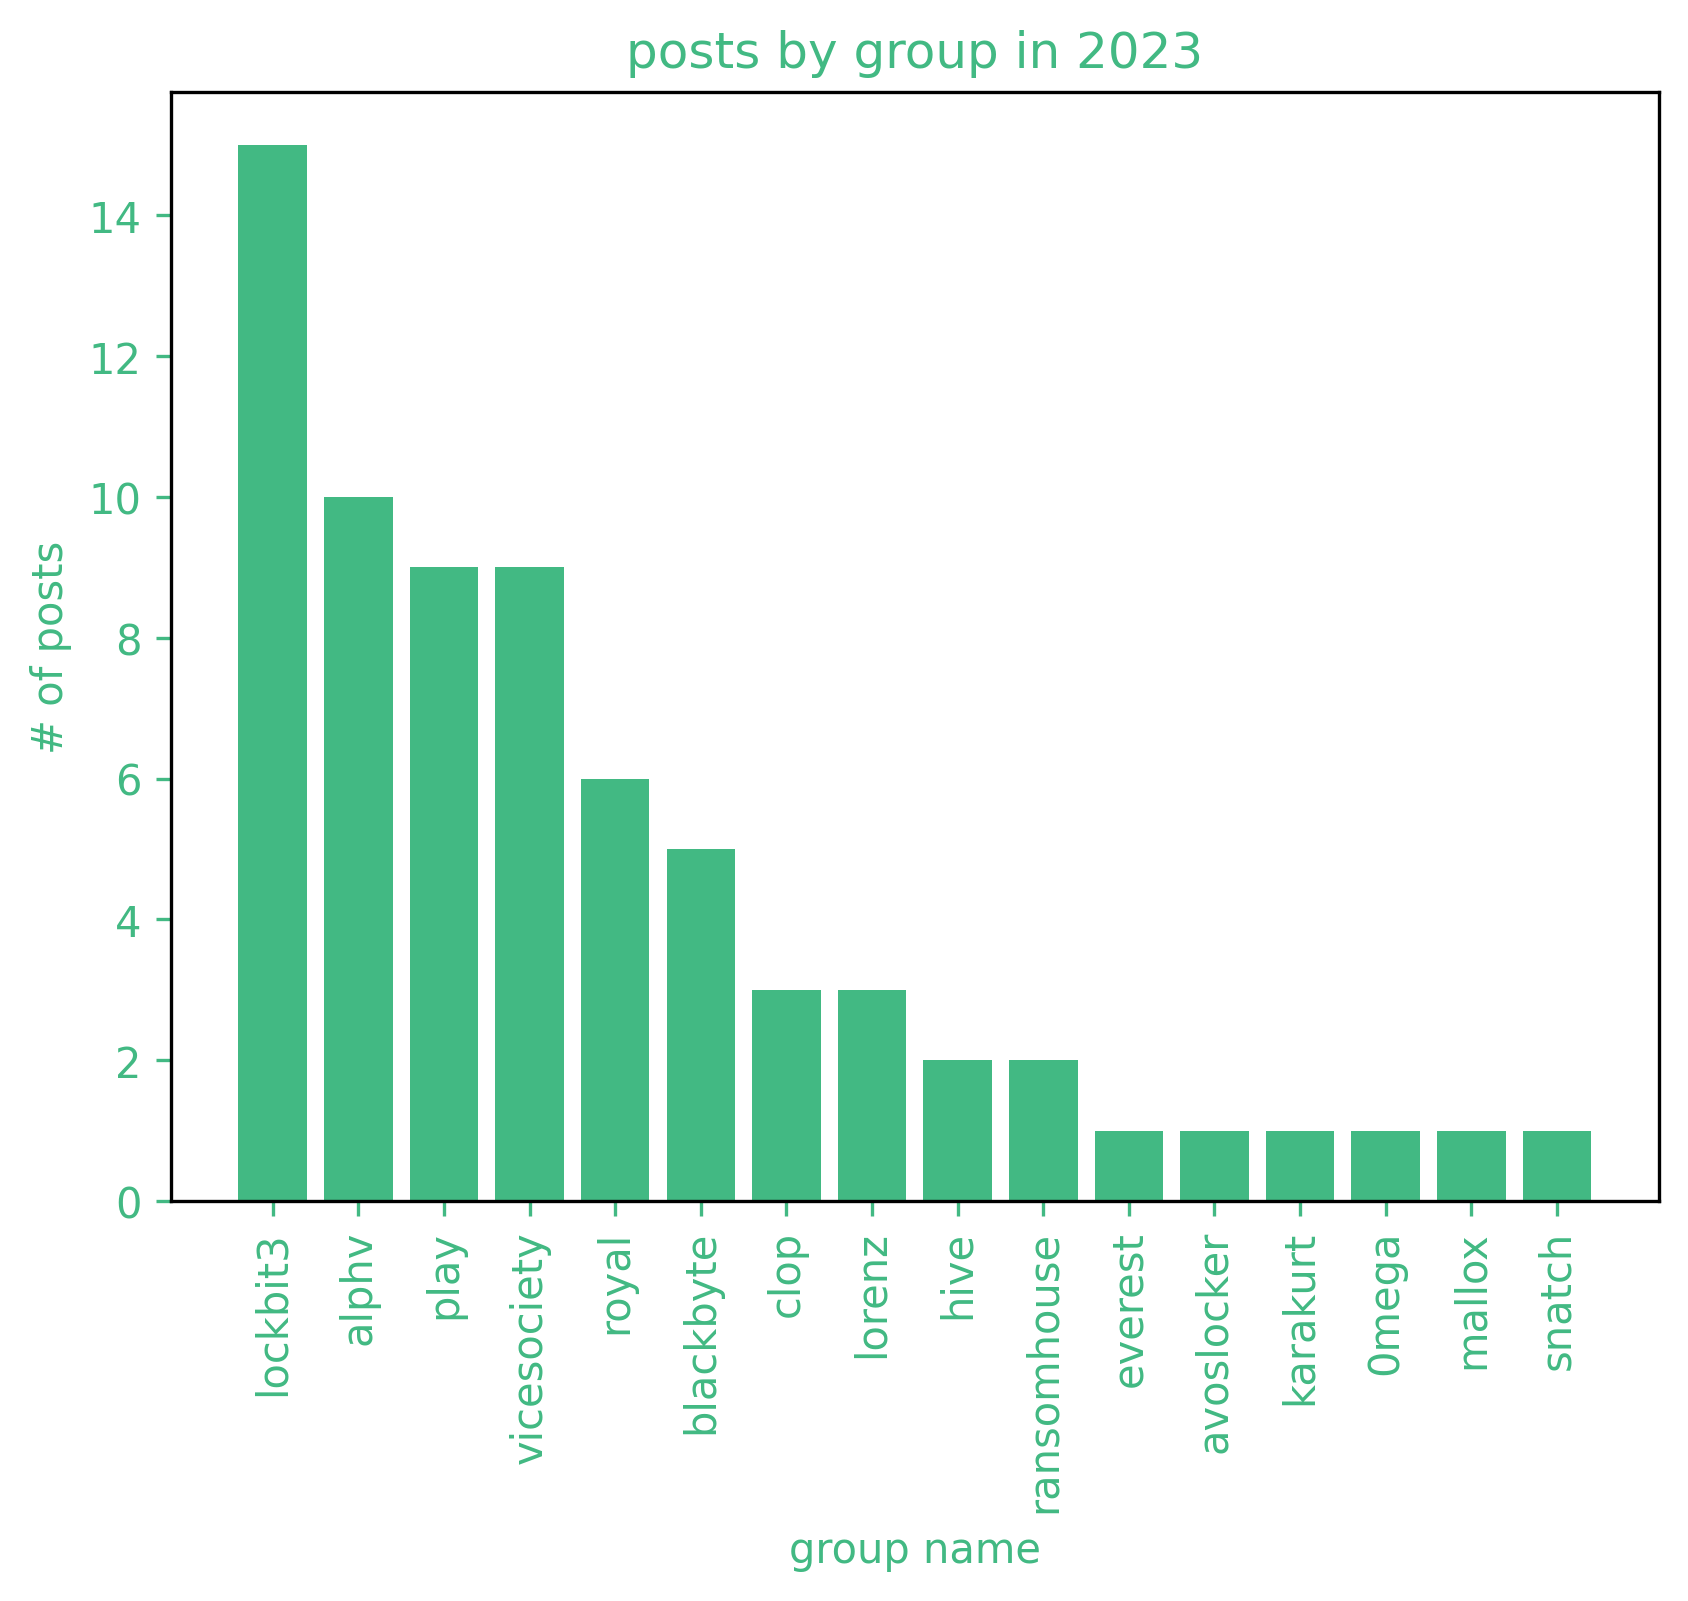 posts by group in 2023
# of posts
14
12
10
8
6
4
2
0
lockbit3
alphv
play
vicesociety
royal
blackbyte
clop
lorenz
hive
ransomhouse
everest
avoslocker
karakurt
0mega
mallox
snatch
group name